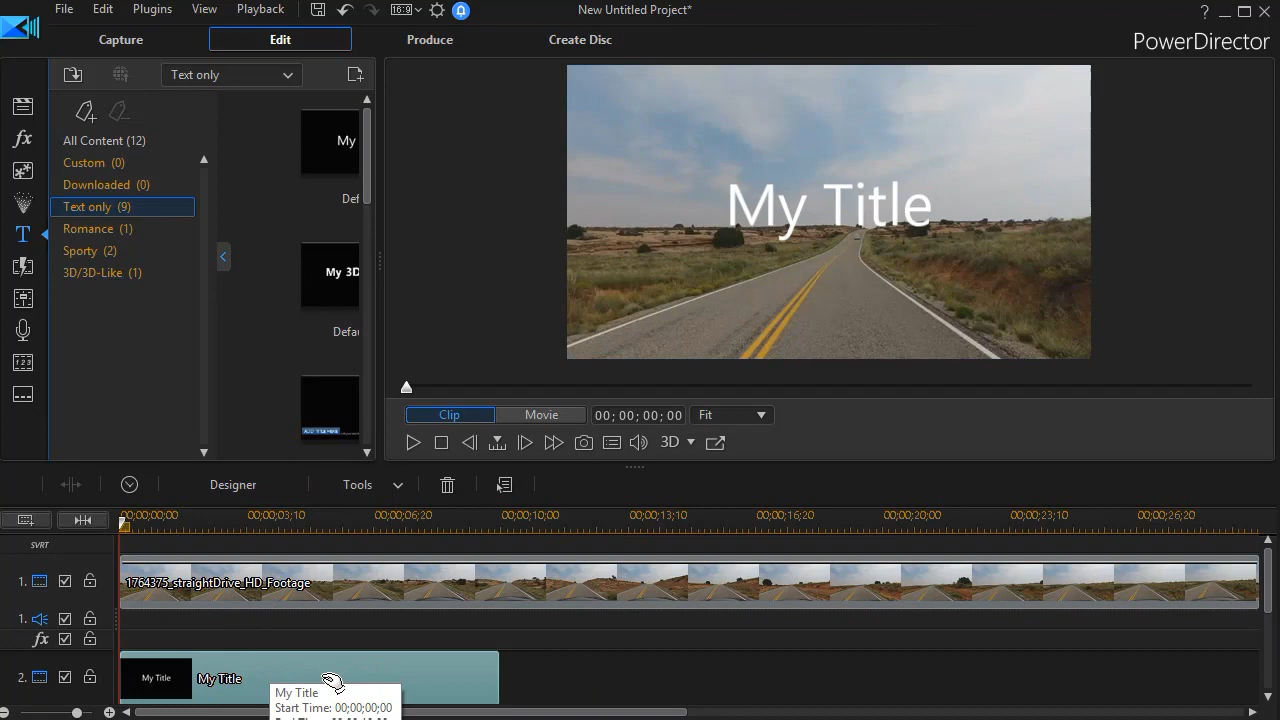 File Edit Plugins View Playback 16:9 New Untitled Project* ?
Capture Edit Produce Create Disc PowerDirector
Text only
All Content (12)
Custom (0)
Downloaded (0)
Text only (9)
Romance (1)
Sporty (2)
3D/3D-Like (1)
My
Def
My 3D
Defau
ADD TITLE HERE
My Title
Clip Movie 00; 00; 00; 00 Fit
3D
Designer Tools
00;00;00;00 00;00;03;10 00;00;06;20 00;00;10;00 00;00;13;10 00;00;16;20 00;00;20;00 00;00;23;10 00;00;26;20
SVRT
1. 1764373_straightDrive_HD_Footage
1.
fx
2. My Title My Title
My Title
Start Time: 00;00;00;00